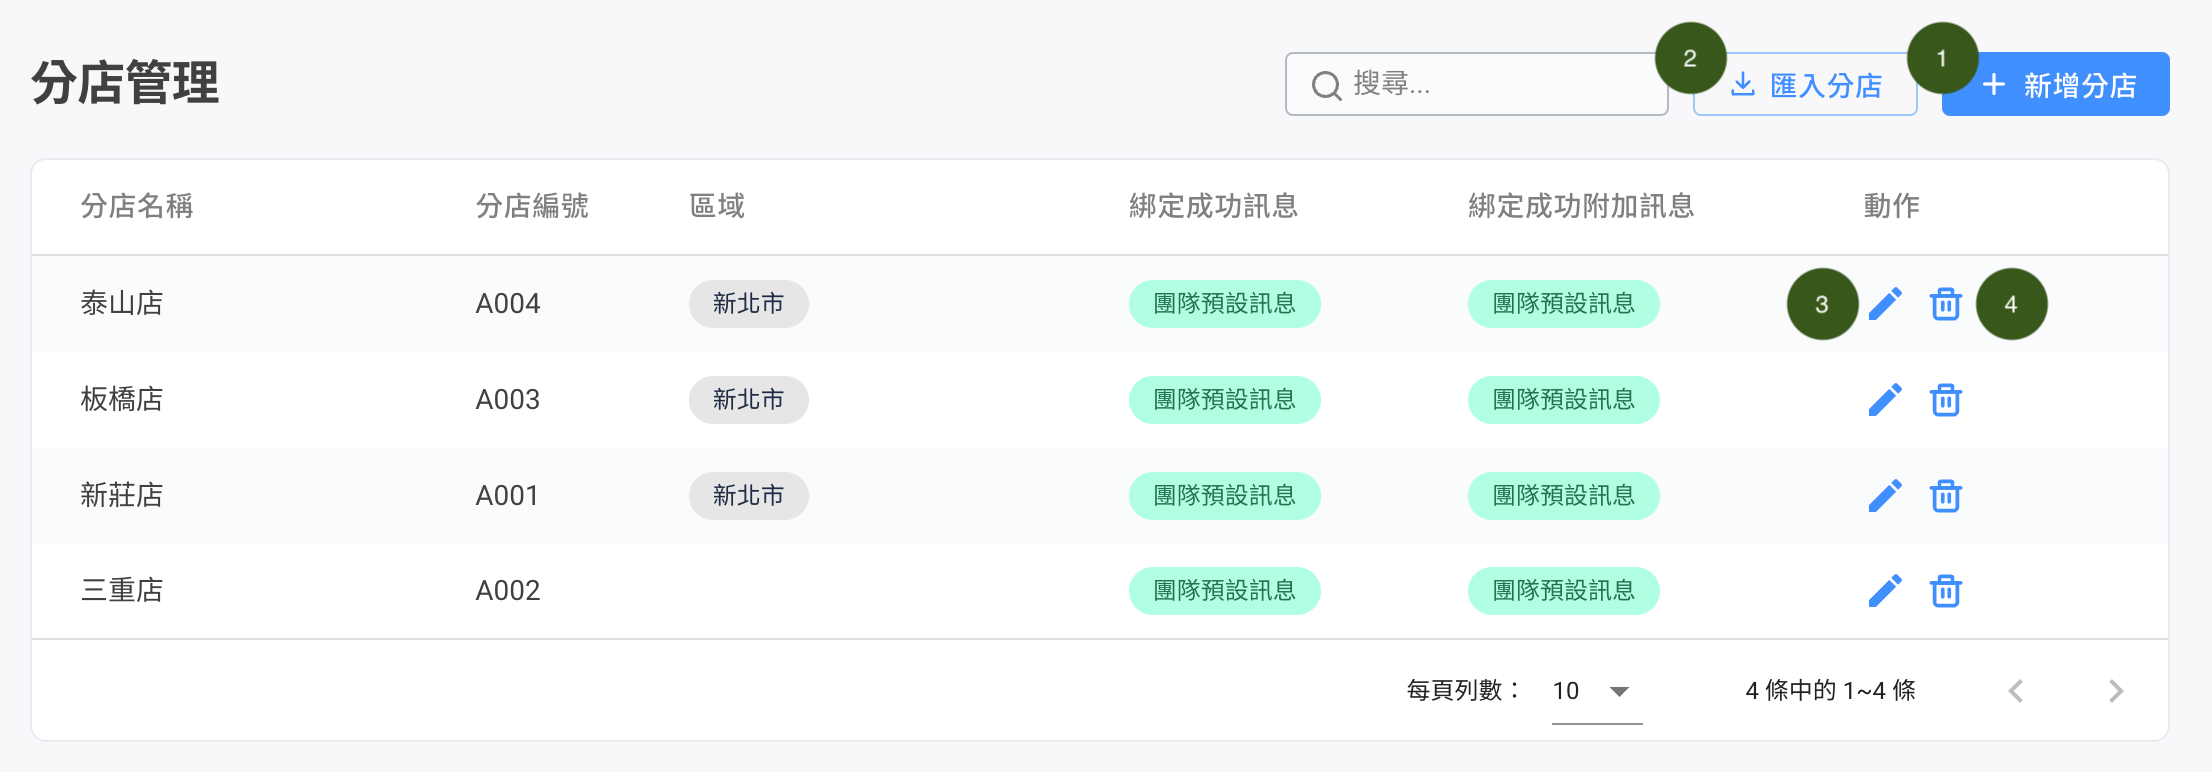 分店管理
搜尋...
2
匯入分店
1
+ 新增分店
分店名稱 分店編號 區域 綁定成功訊息 綁定成功附加訊息 動作
泰山店 A004 新北市 團隊預設訊息 團隊預設訊息 3 4
板橋店 A003 新北市 團隊預設訊息 團隊預設訊息
新莊店 A001 新北市 團隊預設訊息 團隊預設訊息
三重店 A002 團隊預設訊息 團隊預設訊息
每頁列數： 10 4 條中的 1~4 條